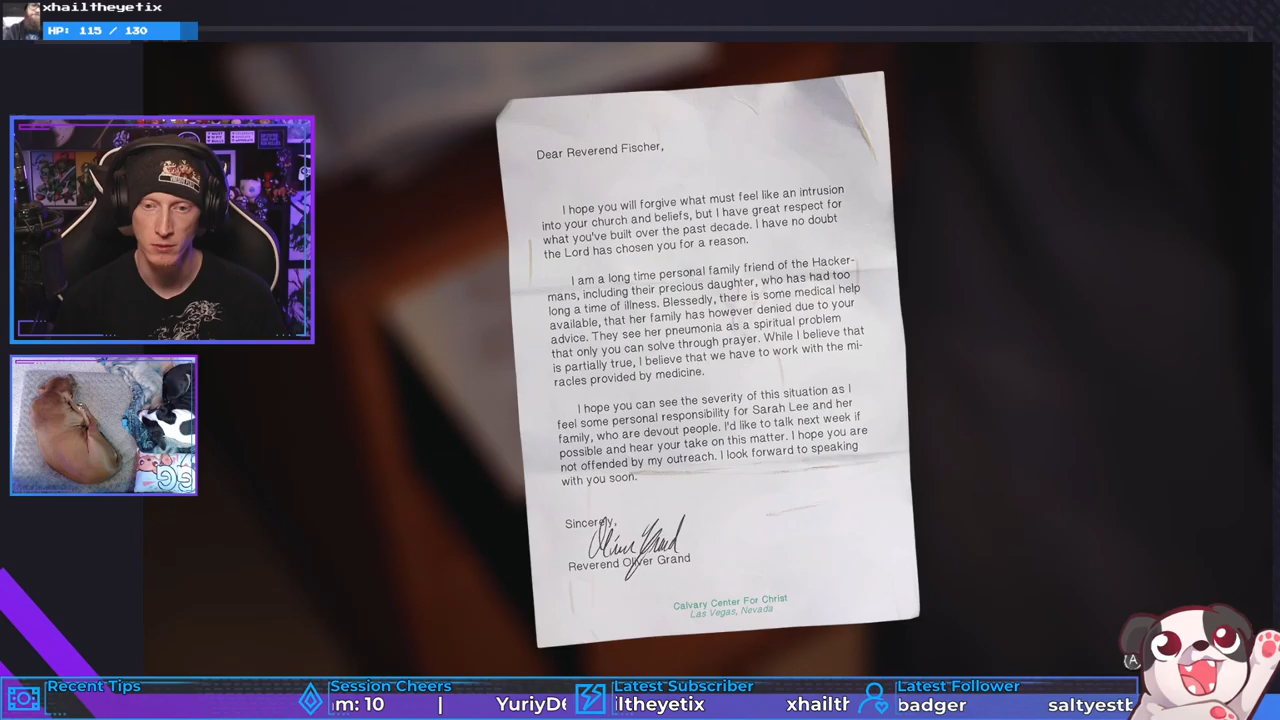 xhailtheyetix
HP: 115 / 130
Dear Reverend Fischer,
I hope you will forgive what must feel like an intrusion
into your church and beliefs, but I have great respect for
what you've built over the past decade. I have no doubt
the Lord has chosen you for a reason.
I am a long time personal family friend of the Hacker-
mans, including their precious daughter, who has had too
long a time of illness. Blessedly, there is some medical help
available, that her family has however denied due to your
advice. They see her pneumonia as a spiritual problem
that only you can solve through prayer. While I believe that
is partially true, I believe that we have to work with the mi-
racles provided by medicine.
I hope you can see the severity of this situation as I
feel some personal responsibility for Sarah Lee and her
family, who are devout people. I'd like to talk next week if
possible and hear your take on this matter. I hope you are
not offended by my outreach. I look forward to speaking
with you soon.
Sincerely,
Oliver Grand
Reverend Oliver Grand
Calvary Center For Christ
Las Vegas, Nevada
A
Recent Tips
Session Cheers
m: 10 | YuriyD
Latest Subscriber
iltheyetix xhailth
Latest Follower
badger saltyest